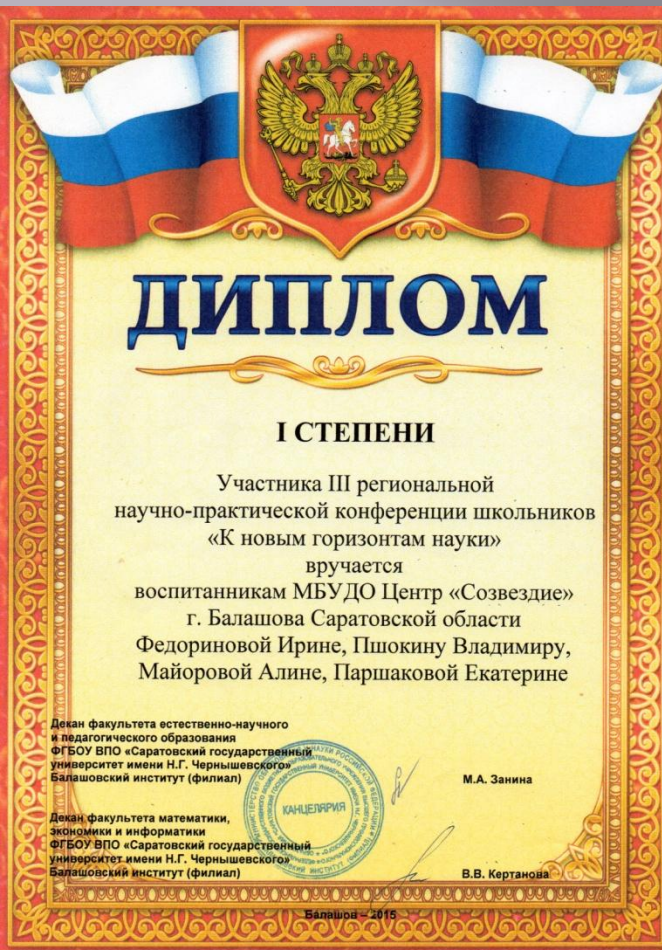 ДИПЛОМ
I СТЕПЕНИ
Участника III региональной
научно-практической конференции школьников
«К новым горизонтам науки»
вручается
воспитанникам МБУДО Центр «Созвездие»
г. Балашова Саратовской области
Федориновой Ирине, Пшокину Владимиру,
Майоровой Алине, Паршаковой Екатерине
Декан факультета естественно-научного
и педагогического образования
ФГБОУ ВПО «Саратовский государственный
университет имени Н.Г. Чернышевского»
Балашовский институт (филиал)
М.А. Занина
КАНЦЕЛЯРИЯ
Декан факультета математики,
экономики и информатики
ФГБОУ ВПО «Саратовский государственный
университет имени Н.Г. Чернышевского»
Балашовский институт (филиал)
В.В. Кертанова
Балашов – 2015